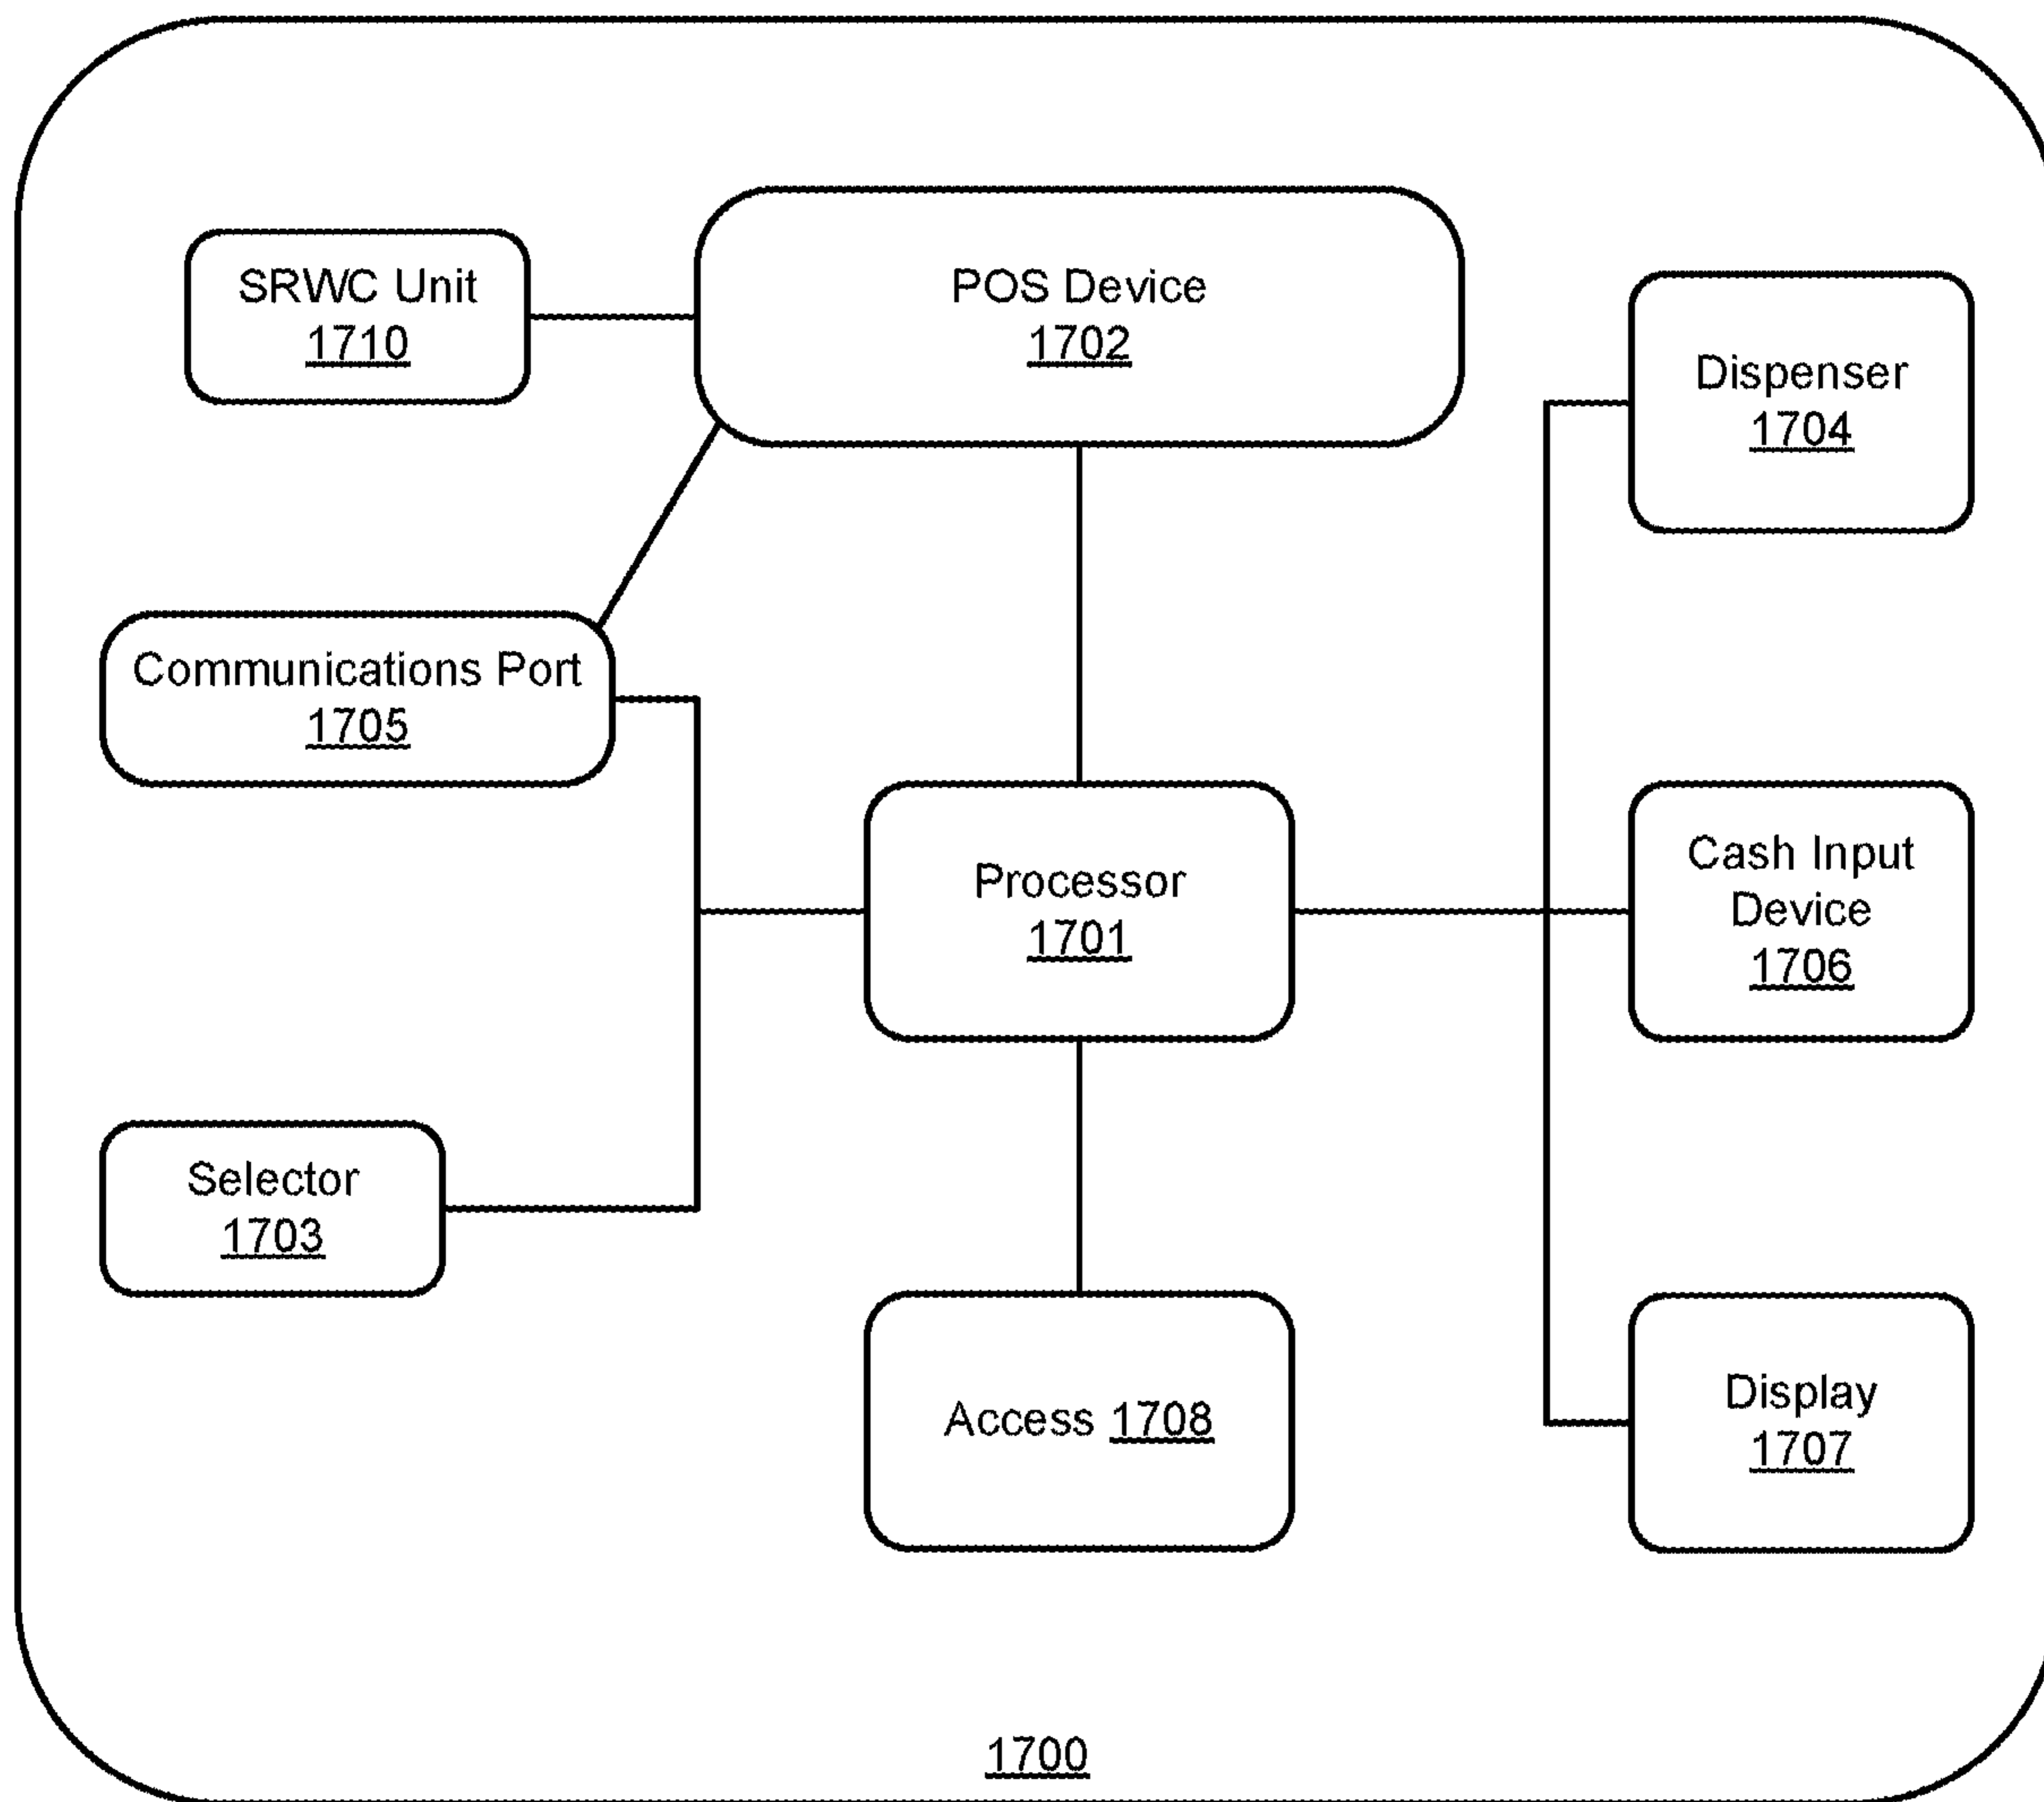 SRWC Unit
1710
POS Device
1702
Dispenser
1704
Communications Port
1705
Processor
1701
Cash Input
Device
1706
Selector
1703
Access 1708
Display
1707
1700